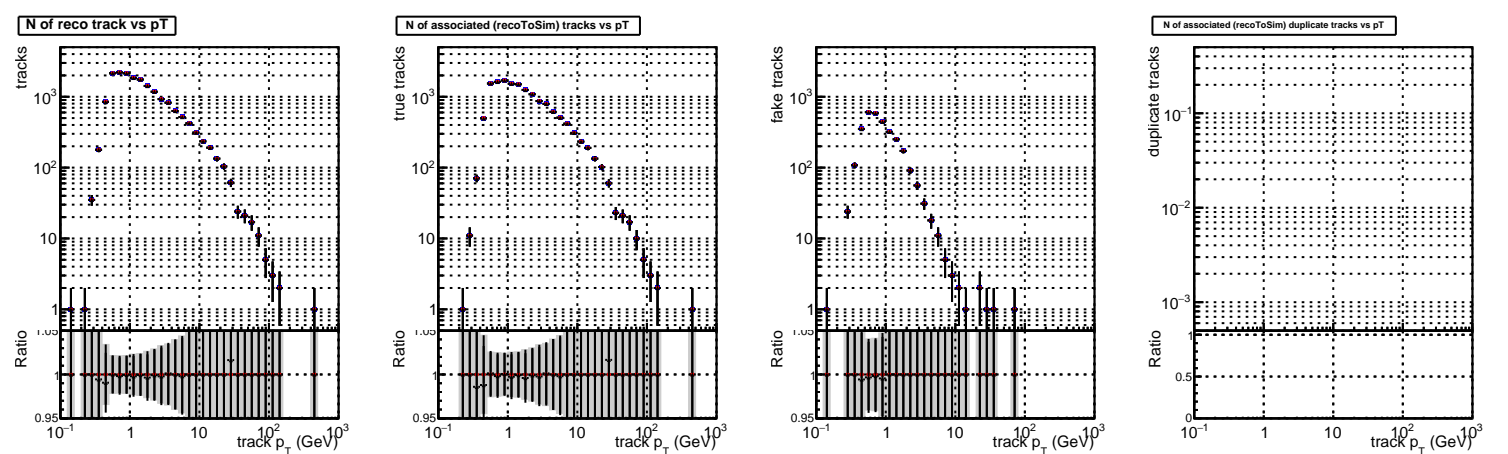 N of reco track vs pT
tracks
10³
10²
10
1
Ratio
1.05
1
0.95
10⁻¹ 1 10 10² 10³
track p_T (GeV)
N of associated (recoToSim) tracks vs pT
true tracks
10³
10²
10
1
Ratio
1.05
1
0.95
10⁻¹ 1 10 10² 10³
track p_T (GeV)
fake tracks
10³
10²
10
1
Ratio
1.05
1
0.95
10⁻¹ 1 10 10² 10³
track p_T (GeV)
N of associated (recoToSim) duplicate tracks vs pT
duplicate tracks
10⁻¹
10⁻²
10⁻³
Ratio
1
0.5
0
10⁻¹ 1 10 10² 10³
track p_T (GeV)